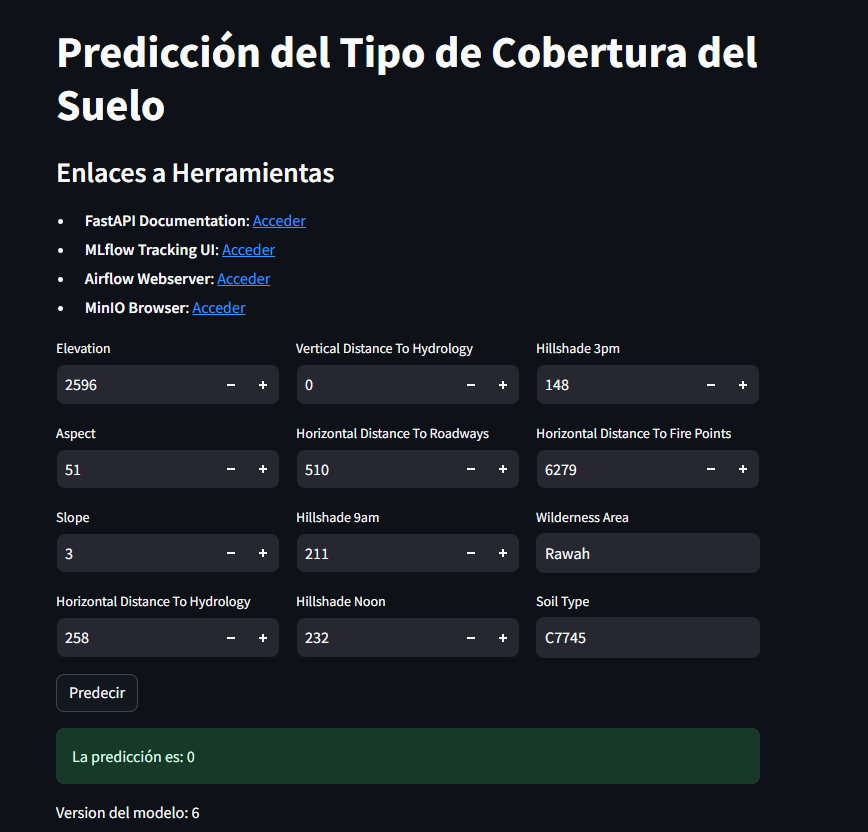 Predicción del Tipo de Cobertura del
Suelo
Enlaces a Herramientas
FastAPI Documentation: Acceder
MLflow Tracking UI: Acceder
Airflow Webserver: Acceder
MinIO Browser: Acceder
Elevation
2596
Aspect
51
Slope
3
Horizontal Distance To Hydrology
258
Vertical Distance To Hydrology
0
Horizontal Distance To Roadways
510
Hillshade 9am
211
Hillshade Noon
232
Hillshade 3pm
148
Horizontal Distance To Fire Points
6279
Wilderness Area
Rawah
Soil Type
C7745
Predecir
La predicción es: 0
Version del modelo: 6